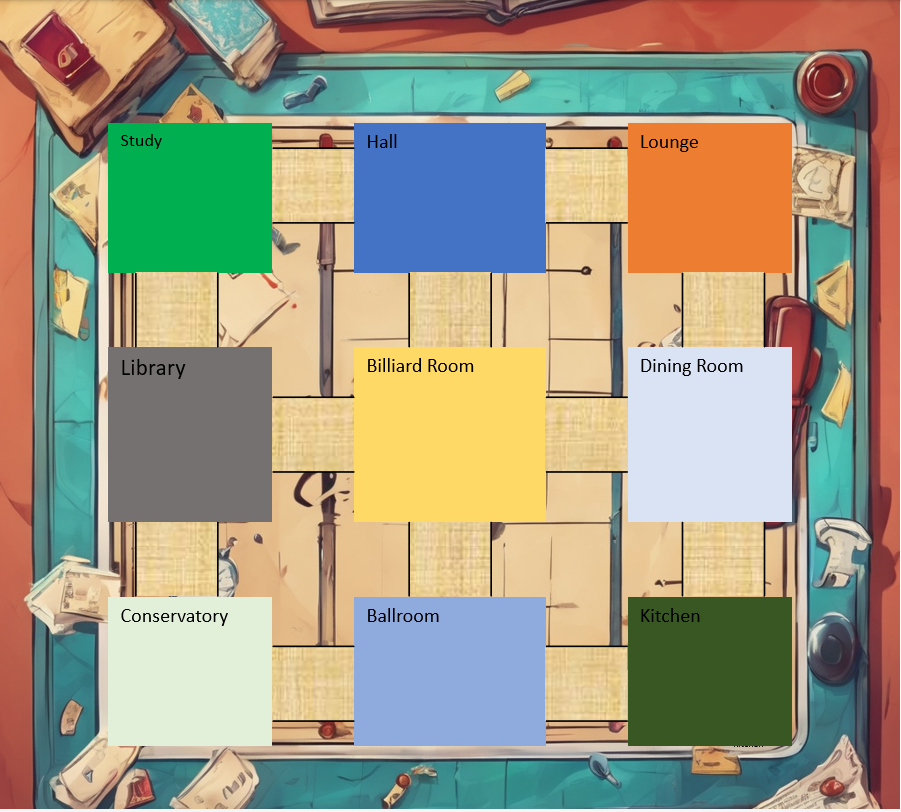 Study
Hall
Lounge
Library
Billiard Room
Dining Room
Conservatory
Ballroom
Kitchen